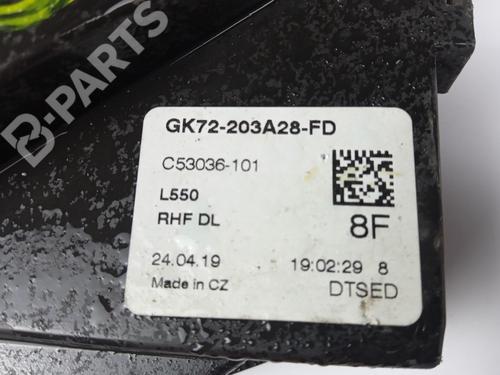 B-PARTS
GK72-203A28-FD
C53036-101
L550
RHF DL
8F
24.04.19 19:02:29 8
Made in CZ DTSED